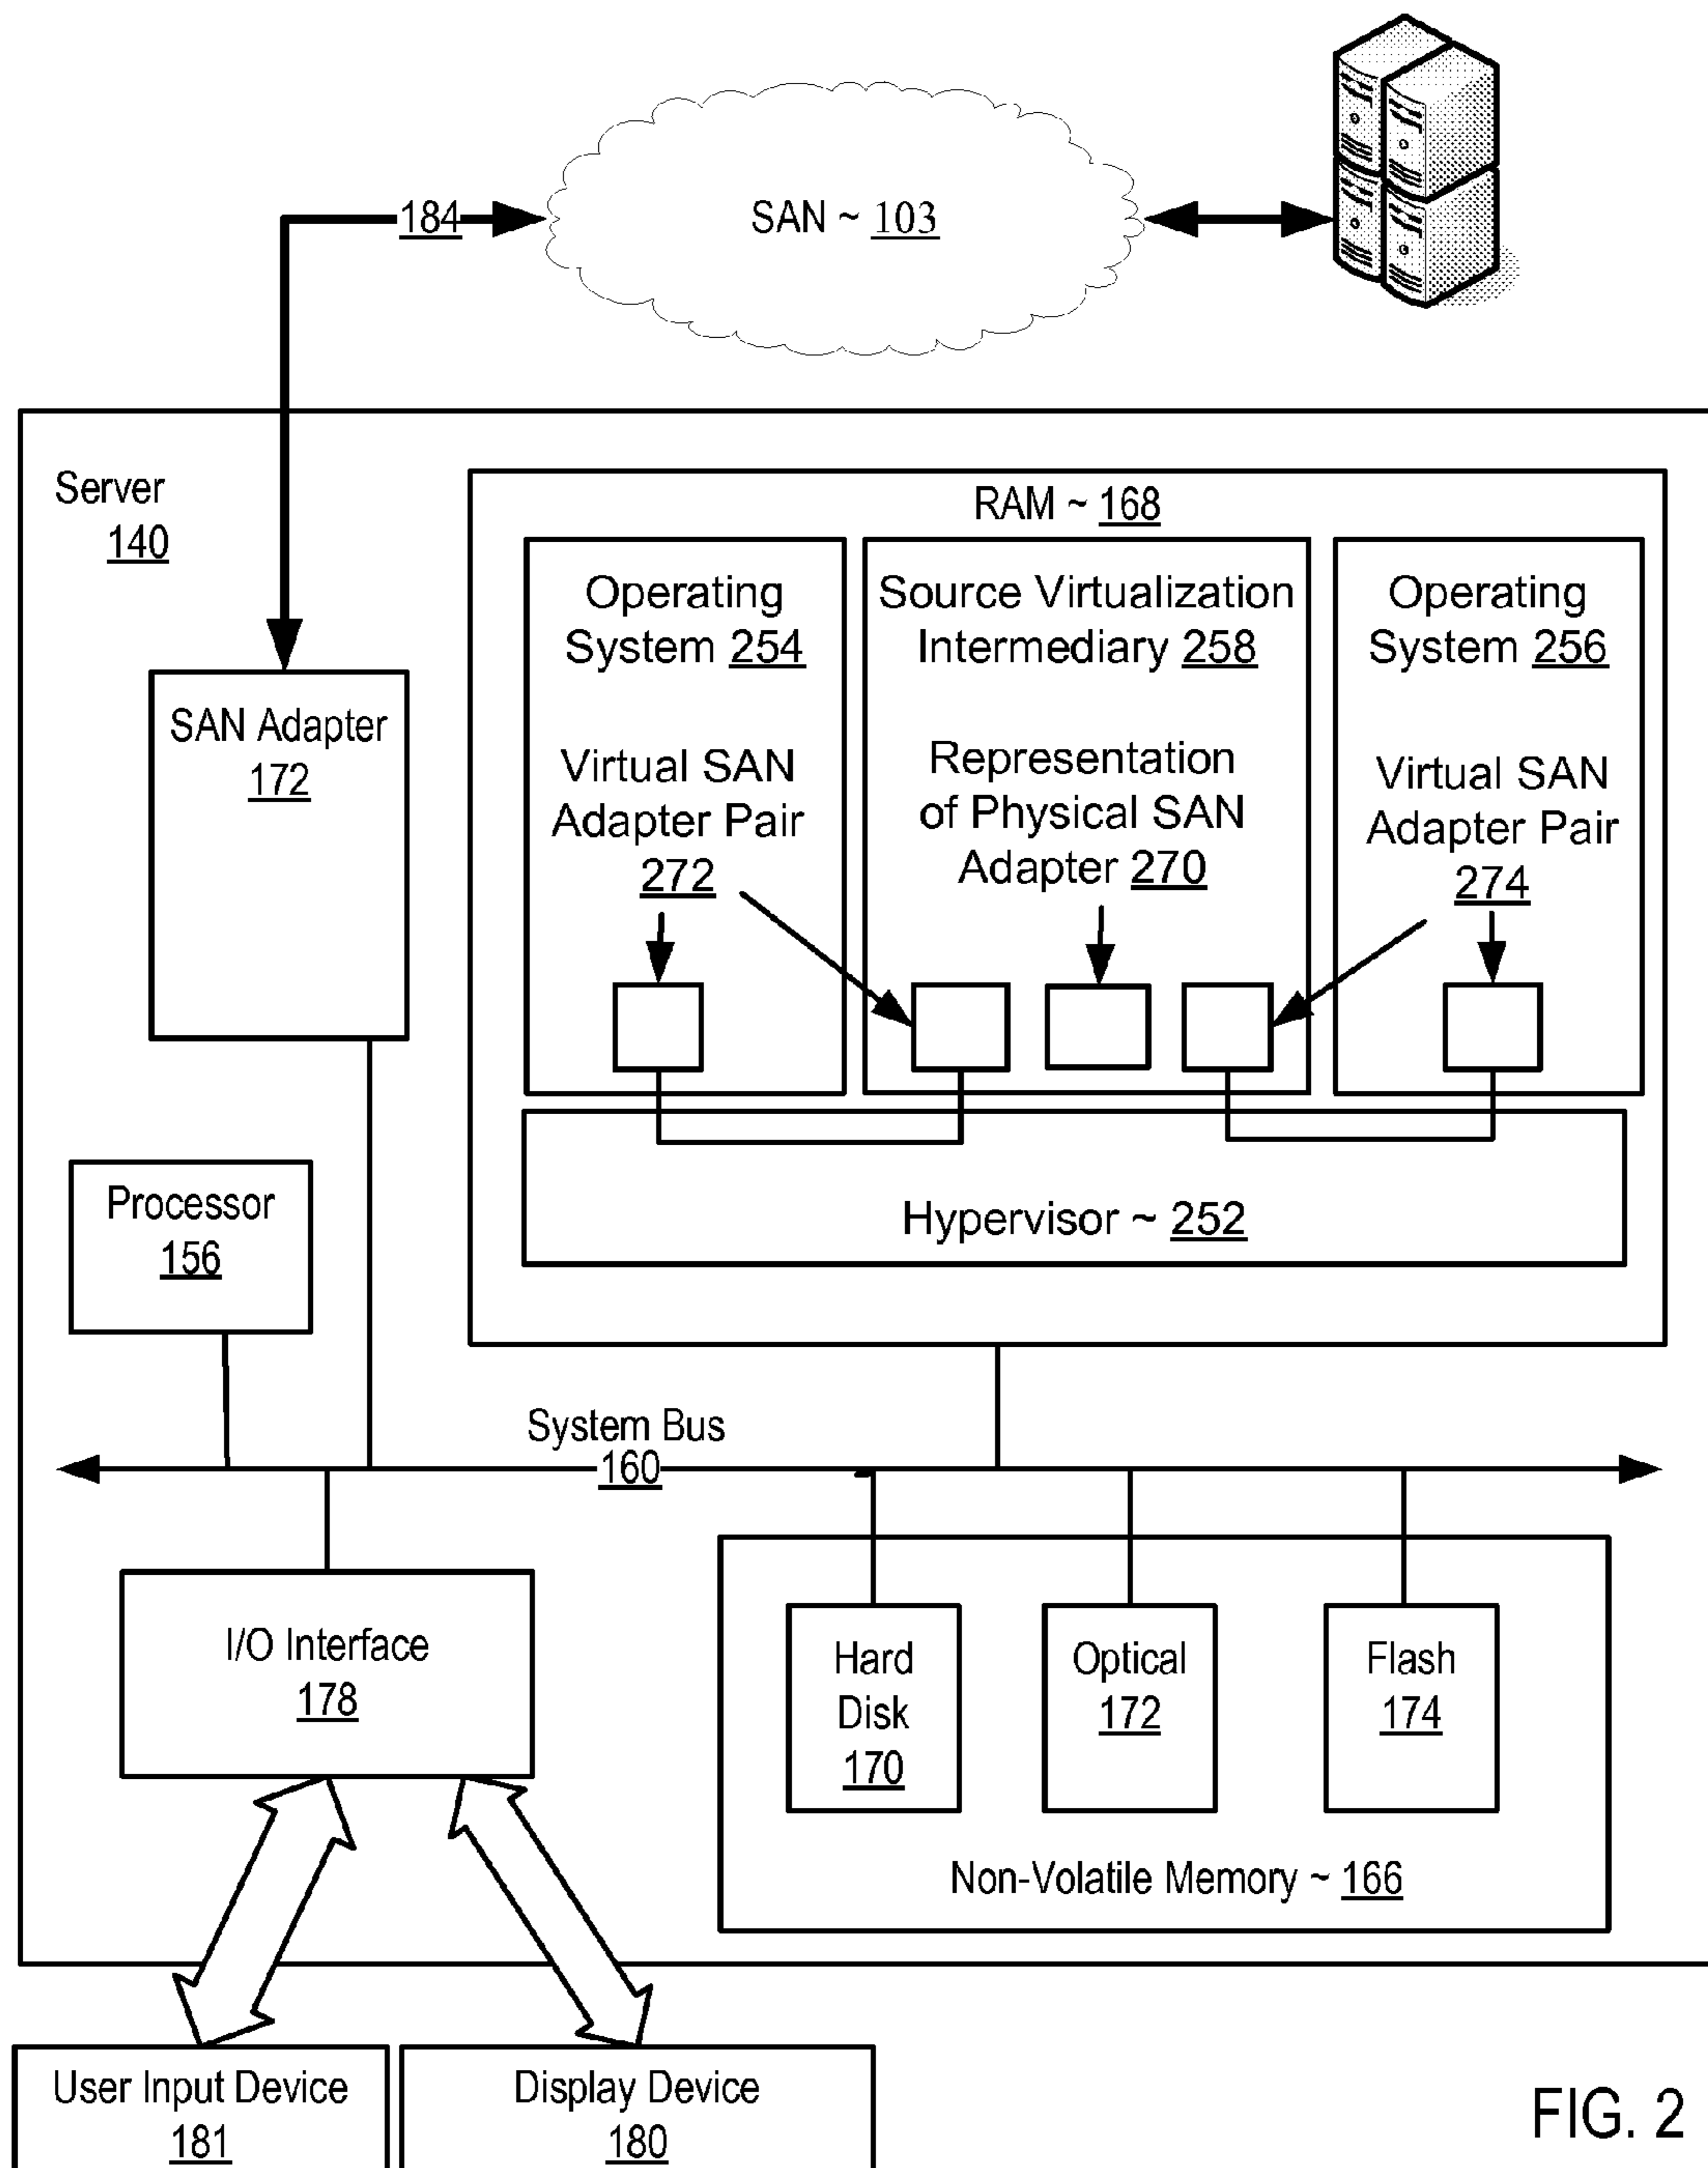 184
SAN ~ 103
Server
140
RAM ~ 168
Operating
System 254
Virtual SAN
Adapter Pair
272
Source Virtualization
Intermediary 258
Representation
of Physical SAN
Adapter 270
Operating
System 256
Virtual SAN
Adapter Pair
274
SAN Adapter
172
Hypervisor ~ 252
Processor
156
System Bus
160
I/O Interface
178
Hard
Disk
170
Optical
172
Flash
174
Non-Volatile Memory ~ 166
User Input Device
181
Display Device
180
FIG. 2